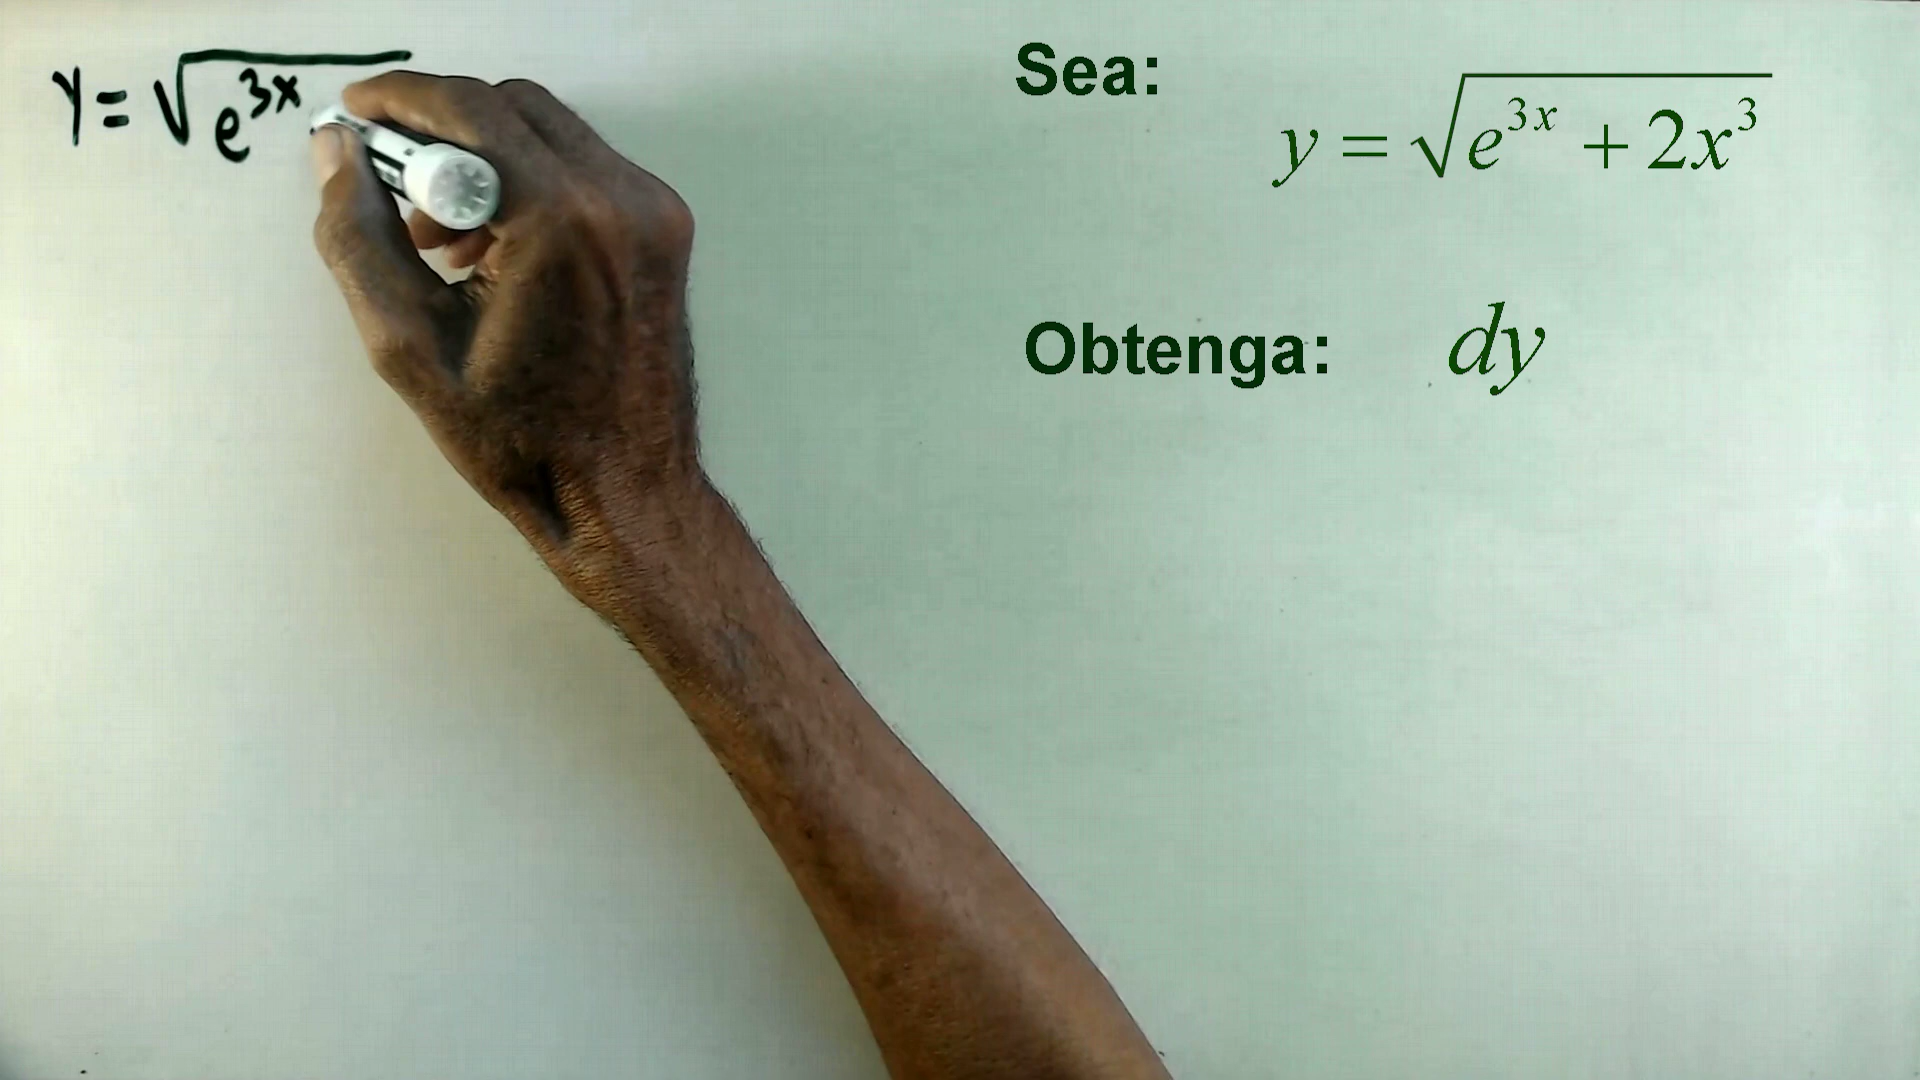 y = √e^{3x}
Sea: y = √(e^{3x} + 2x^3)
Obtenga: dy